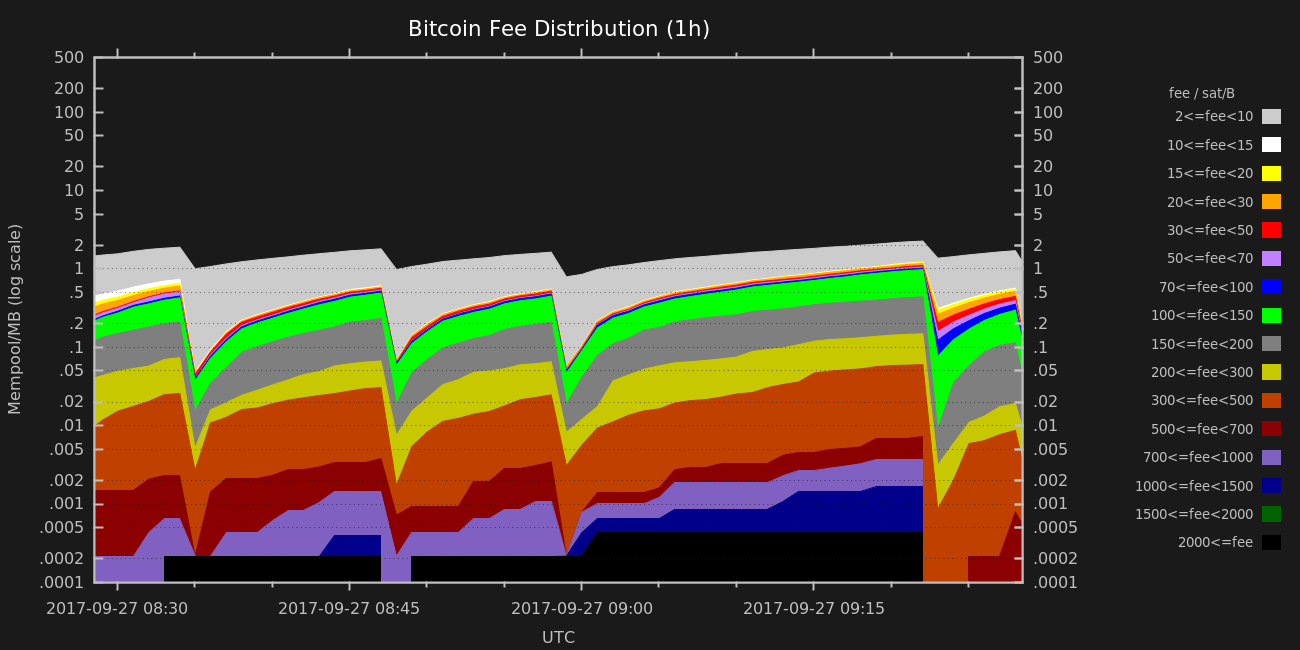 Bitcoin Fee Distribution (1h)
500 500
200 200
100 100
50 50
20 20
10 10
5 5
2 2
1 1
.5 .5
.2 .2
.1 .1
.05 .05
.02 .02
.01 .01
.005 .005
.002 .002
.001 .001
.0005 .0005
.0002 .0002
.0001 .0001
Mempool/MB (log scale)
2017-09-27 08:30 2017-09-27 08:45 2017-09-27 09:00 2017-09-27 09:15
UTC
fee / sat/B
2<=fee<10
10<=fee<15
15<=fee<20
20<=fee<30
30<=fee<50
50<=fee<70
70<=fee<100
100<=fee<150
150<=fee<200
200<=fee<300
300<=fee<500
500<=fee<700
700<=fee<1000
1000<=fee<1500
1500<=fee<2000
2000<=fee